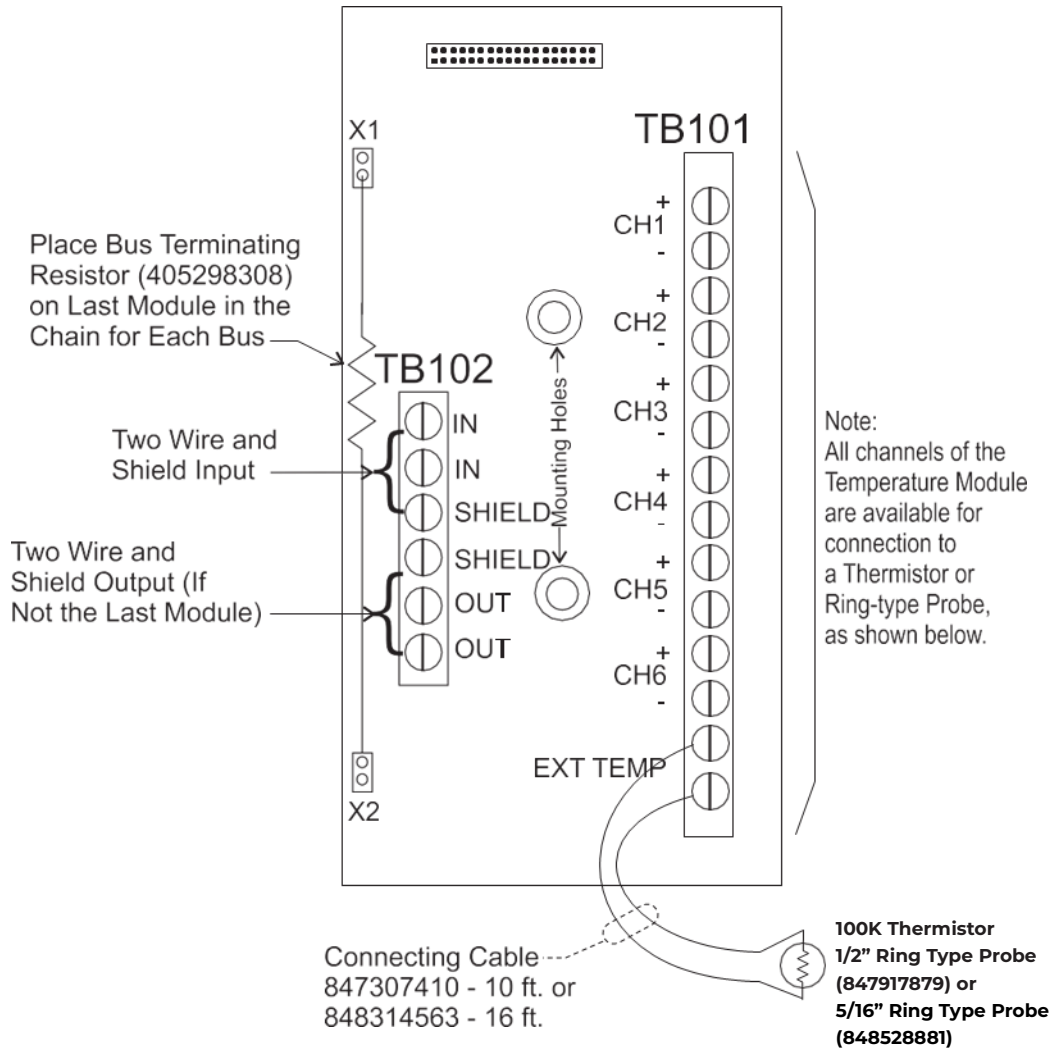 TB101
X1
+
CH1
-
Place Bus Terminating
Resistor (405298308)
on Last Module in the
Chain for Each Bus
+
CH2
-
TB102
+
CH3
-
IN
IN
SHIELD
SHIELD
OUT
OUT
Mounting Holes
Two Wire and
Shield Input
Two Wire and
Shield Output (If
Not the Last Module)
+
CH4
-
+
CH5
-
+
CH6
-
EXT TEMP
X2
Note:
All channels of the
Temperature Module
are available for
connection to
a Thermistor or
Ring-type Probe,
as shown below.
Connecting Cable
847307410 - 10 ft. or
848314563 - 16 ft.
100K Thermistor
1/2” Ring Type Probe
(847917879) or
5/16” Ring Type Probe
(848528881)